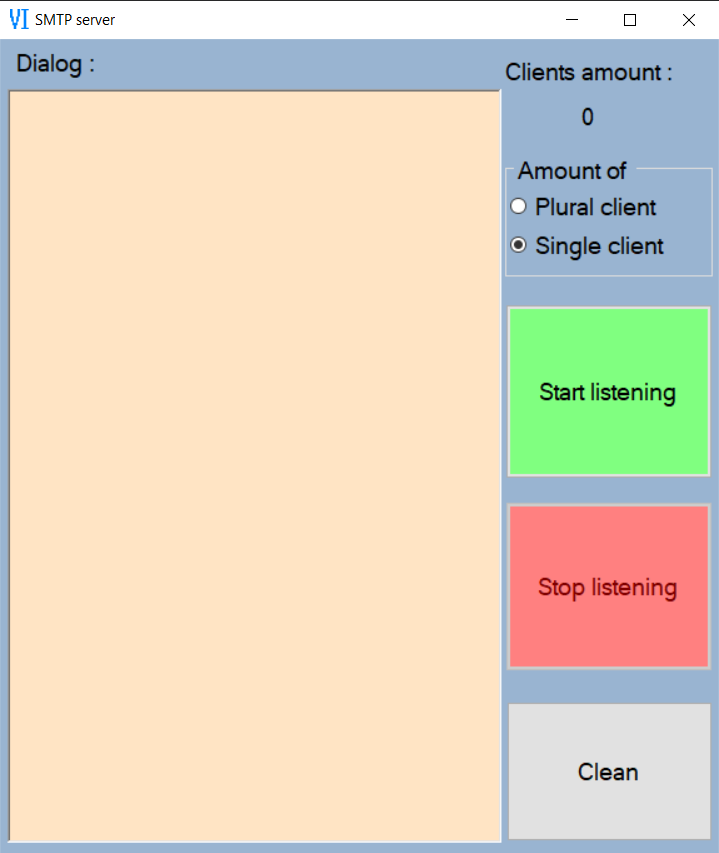 VI SMTP server
Dialog :
Clients amount :
0
Amount of
Plural client
Single client
Start listening
Stop listening
Clean